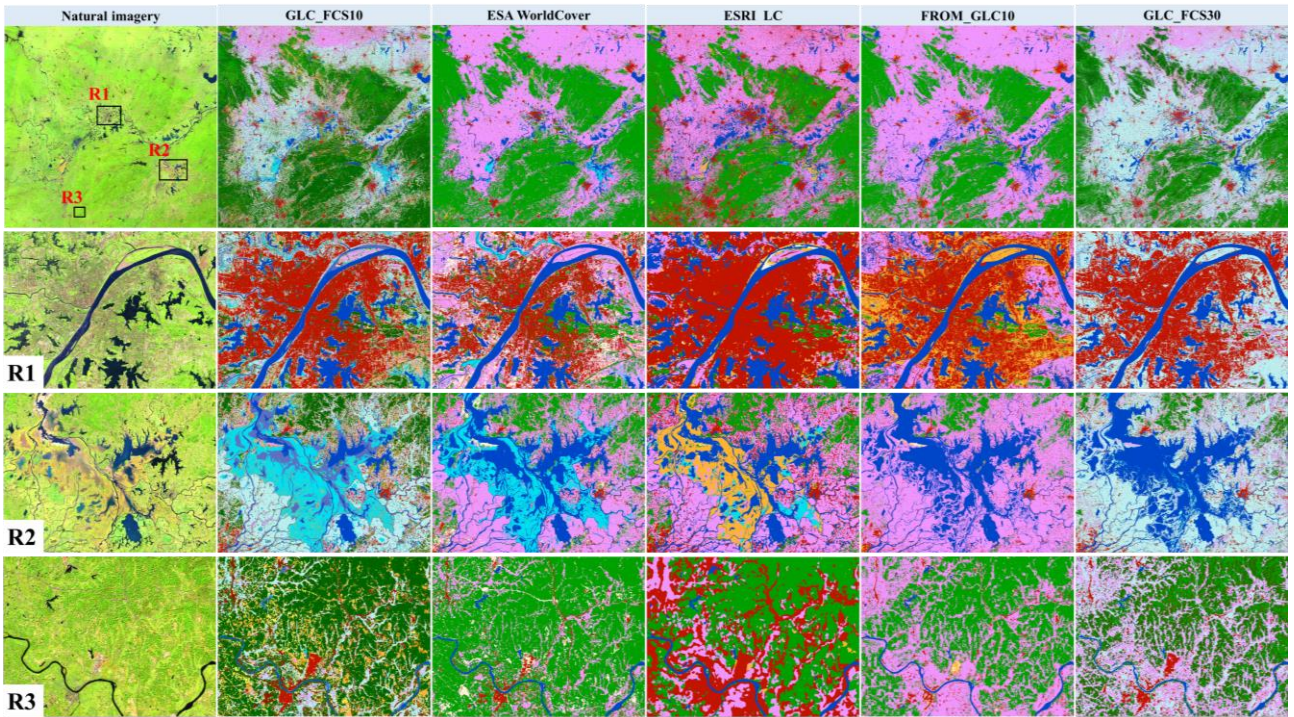 Natural imagery
GLC_FCS10
ESA WorldCover
ESRI LC
FROM_GLC10
GLC_FCS30
R1
R2
R3
R1
R2
R3